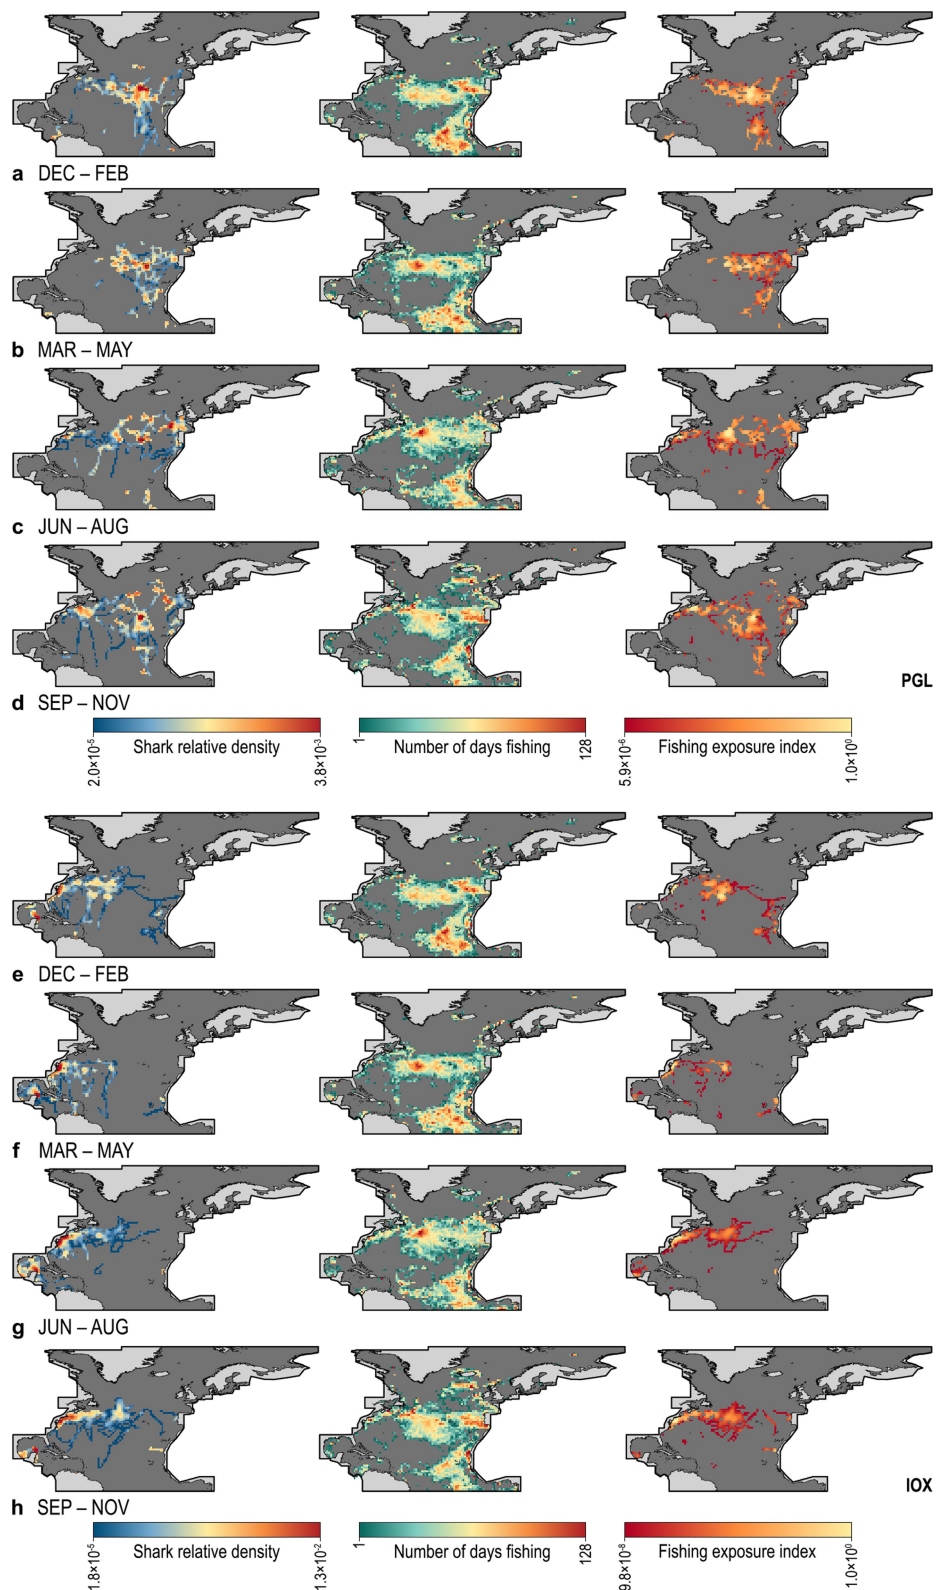 a DEC – FEB
b MAR – MAY
c JUN – AUG
PGL
d SEP – NOV
2.0×10⁻⁵ Shark relative density 3.8×10⁻³
1 Number of days fishing 128
5.9×10⁻⁶ Fishing exposure index 1.0×10⁰
e DEC – FEB
f MAR – MAY
g JUN – AUG
IOX
h SEP – NOV
1.8×10⁻⁵ Shark relative density 1.3×10⁻²
1 Number of days fishing 128
9.8×10⁻⁸ Fishing exposure index 1.0×10⁰